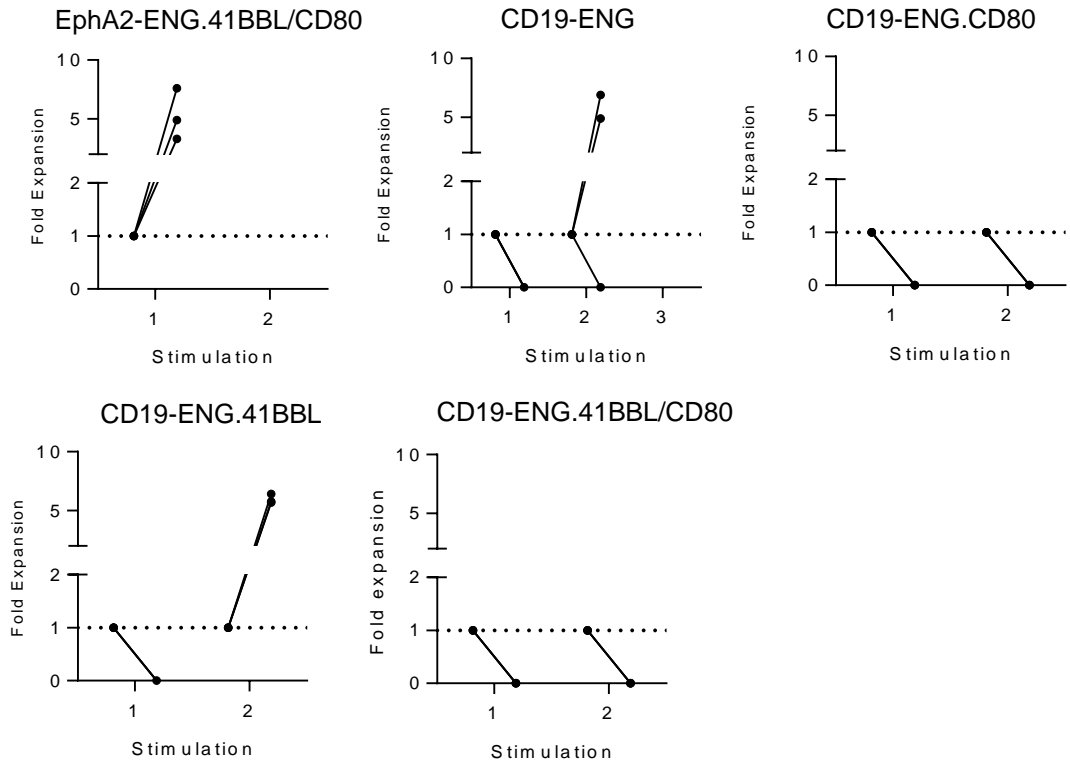 EphA2-ENG.41BBL/CD80
10
5
2
1
0
Fold Expansion
1 2
Stimulation
CD19-ENG
10
5
2
1
0
Fold Expansion
1 2 3
Stimulation
CD19-ENG.CD80
10
5
2
1
0
Fold Expansion
1 2
Stimulation
CD19-ENG.41BBL
10
5
2
1
0
Fold Expansion
1 2
Stimulation
CD19-ENG.41BBL/CD80
10
5
2
1
0
Fold expansion
1 2
Stimulation